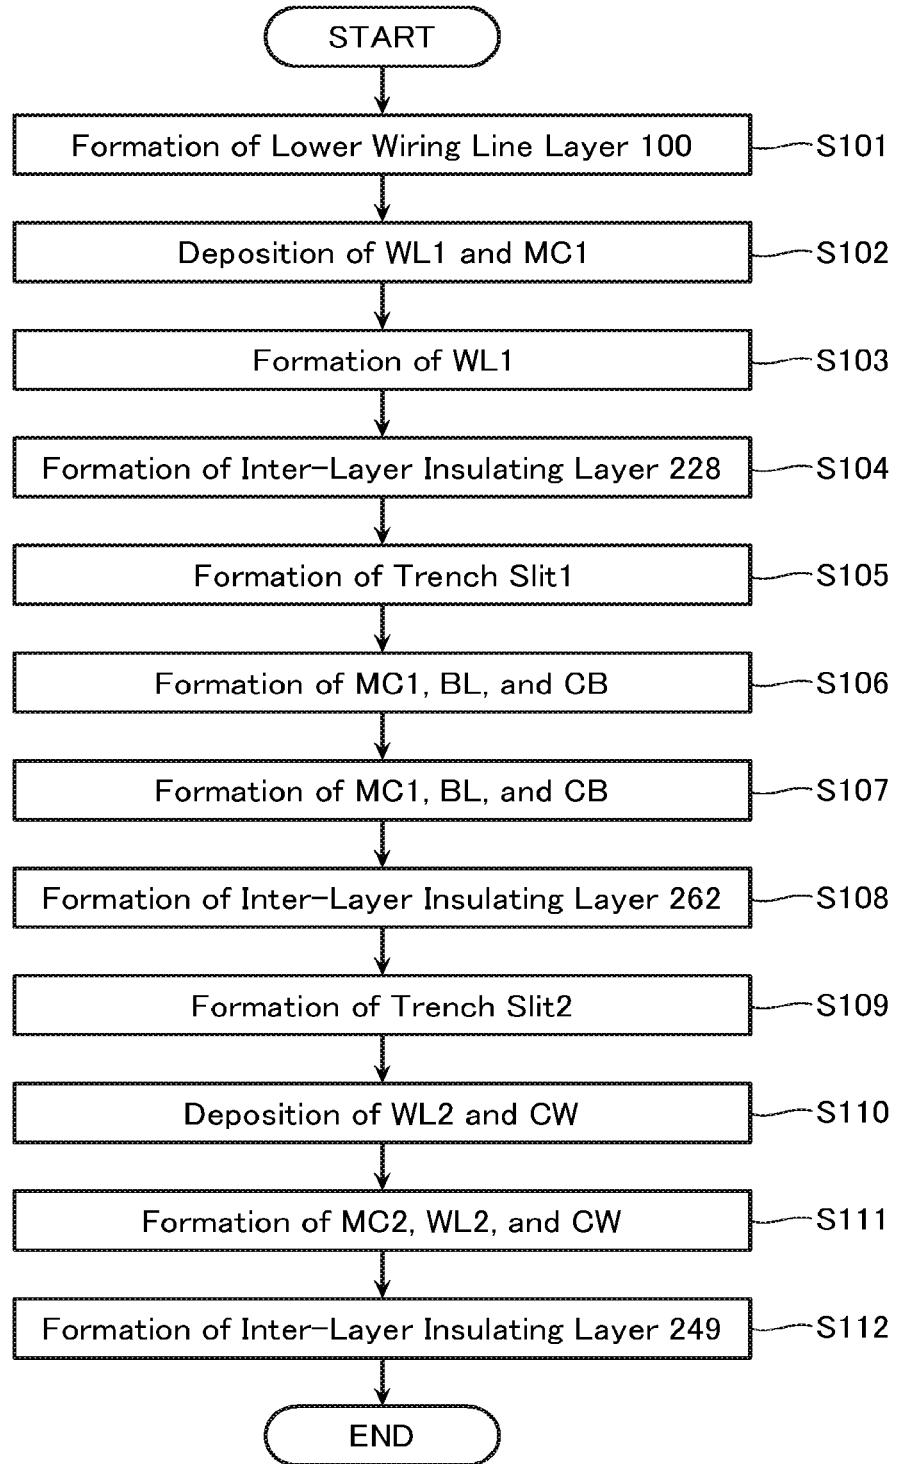 START
Formation of Lower Wiring Line Layer 100 S101
Deposition of WL1 and MC1 S102
Formation of WL1 S103
Formation of Inter-Layer Insulating Layer 228 S104
Formation of Trench Slit1 S105
Formation of MC1, BL, and CB S106
Formation of MC1, BL, and CB S107
Formation of Inter-Layer Insulating Layer 262 S108
Formation of Trench Slit2 S109
Deposition of WL2 and CW S110
Formation of MC2, WL2, and CW S111
Formation of Inter-Layer Insulating Layer 249 S112
END